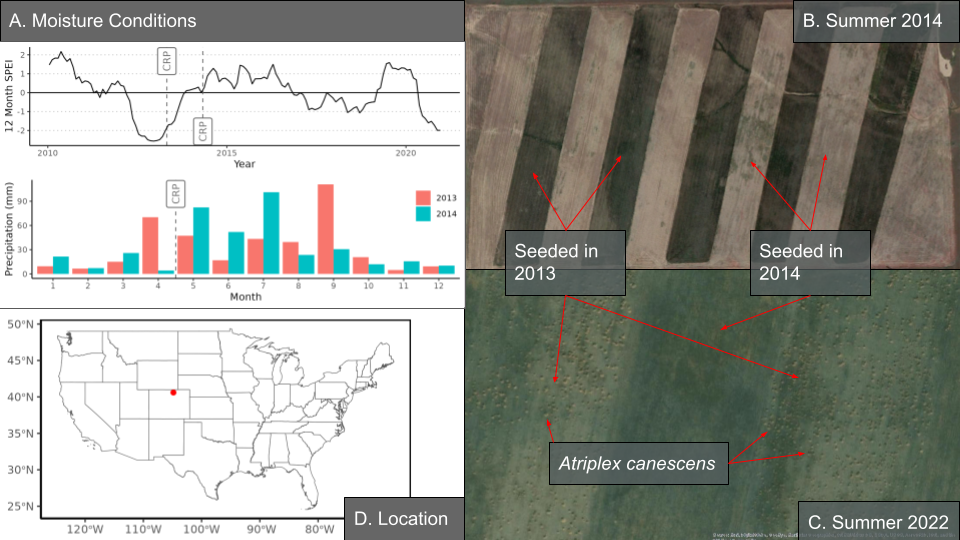 A. Moisture Conditions
12 Month SPEI
2
1
0
-1
-2
CRP
CRP
2010
2015
2020
Year
Precipitation (mm)
90
60
30
0
CRP
2013
2014
1 2 3 4 5 6 7 8 9 10 11 12
Month
50°N
45°N
40°N
35°N
30°N
25°N
120°W 110°W 100°W 90°W 80°W
D. Location
B. Summer 2014
Seeded in
2013
Seeded in
2014
Atriplex canescens
C. Summer 2022